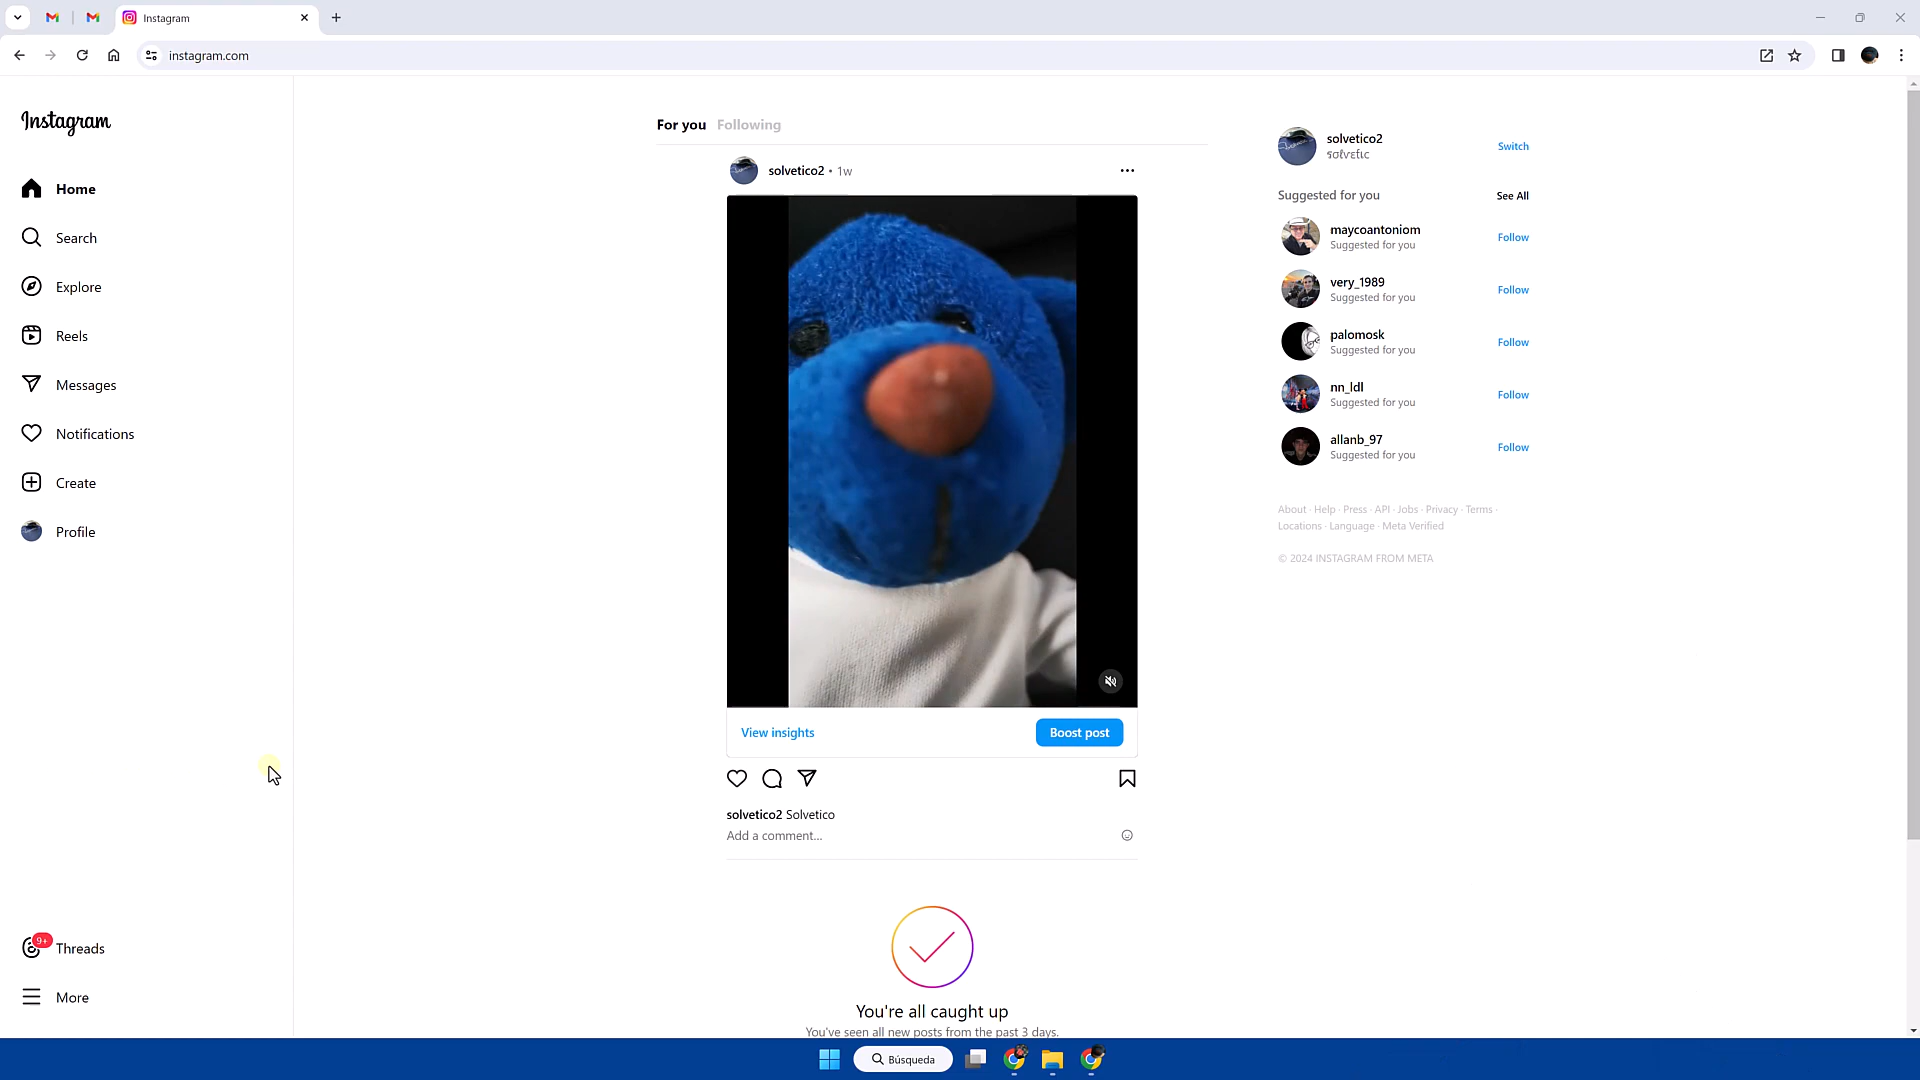 Instagram
instagram.com
Instagram
Home
Search
Explore
Reels
Messages
Notifications
Create
Profile
9+
Threads
More
For you Following
solvetico2 • 1w
View insights
Boost post
solvetico2 Solvetico
Add a comment...
You're all caught up
You've seen all new posts from the past 3 days.
solvetico2
Switch
Suggested for you
See All
maycoantoniom
Suggested for you
Follow
very_1989
Suggested for you
Follow
palomosk
Suggested for you
Follow
nn_ldl
Suggested for you
Follow
allanb_97
Suggested for you
Follow
About · Help · Press · API · Jobs · Privacy · Terms ·
Locations · Language · Meta Verified
© 2024 INSTAGRAM FROM META
Búsqueda